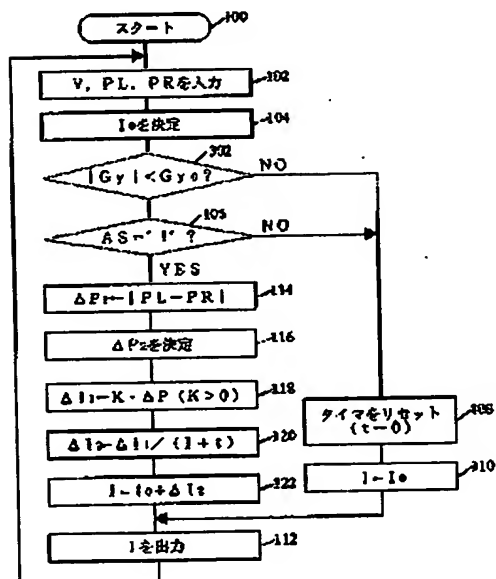 スタート
100
V, PL, PRを入力
102
Ioを決定
104
302
|Gy|<Gyo?
NO
AS=′1′?
NO
YES
ΔP₁←|PL-PR|
114
ΔP₂を決定
116
ΔI₁←K・ΔP (K>0)
118
ΔI₂←ΔI₁/(1+t)
120
I←Io+ΔI₂
122
タイマをリセット
(t←0)
108
I←Io
110
Iを出力
112